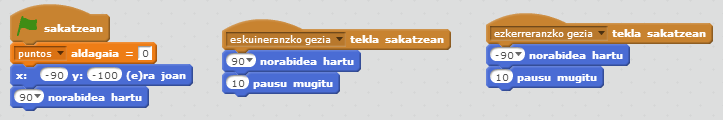 sakatzean
puntos aldagaia = 0
x: -90 y: -100 (e)ra joan
90 norabidea hartu
eskuineranzko gezia tekla sakatzean
90 norabidea hartu
10 pausu mugitu
ezkerreranzko gezia tekla sakatzean
-90 norabidea hartu
10 pausu mugitu